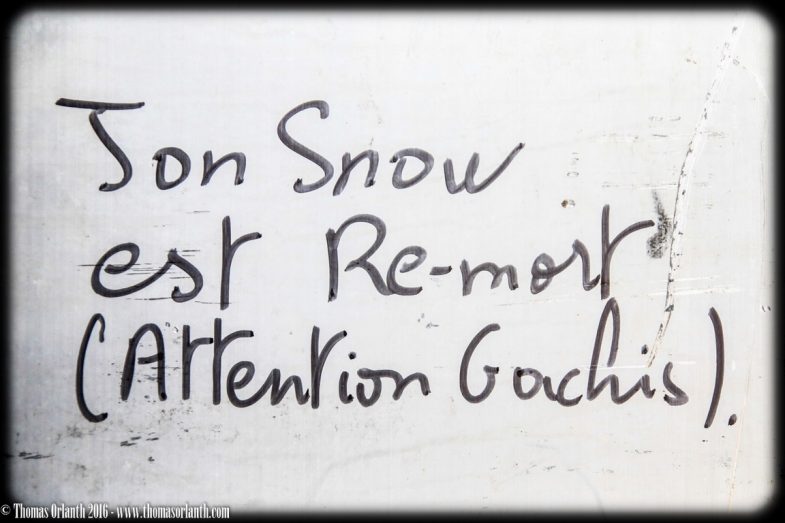 Jon Snow
est Re-mort
(Attention Gachis).
© Thomas Orlanth 2016 - www.thomasorlanth.com